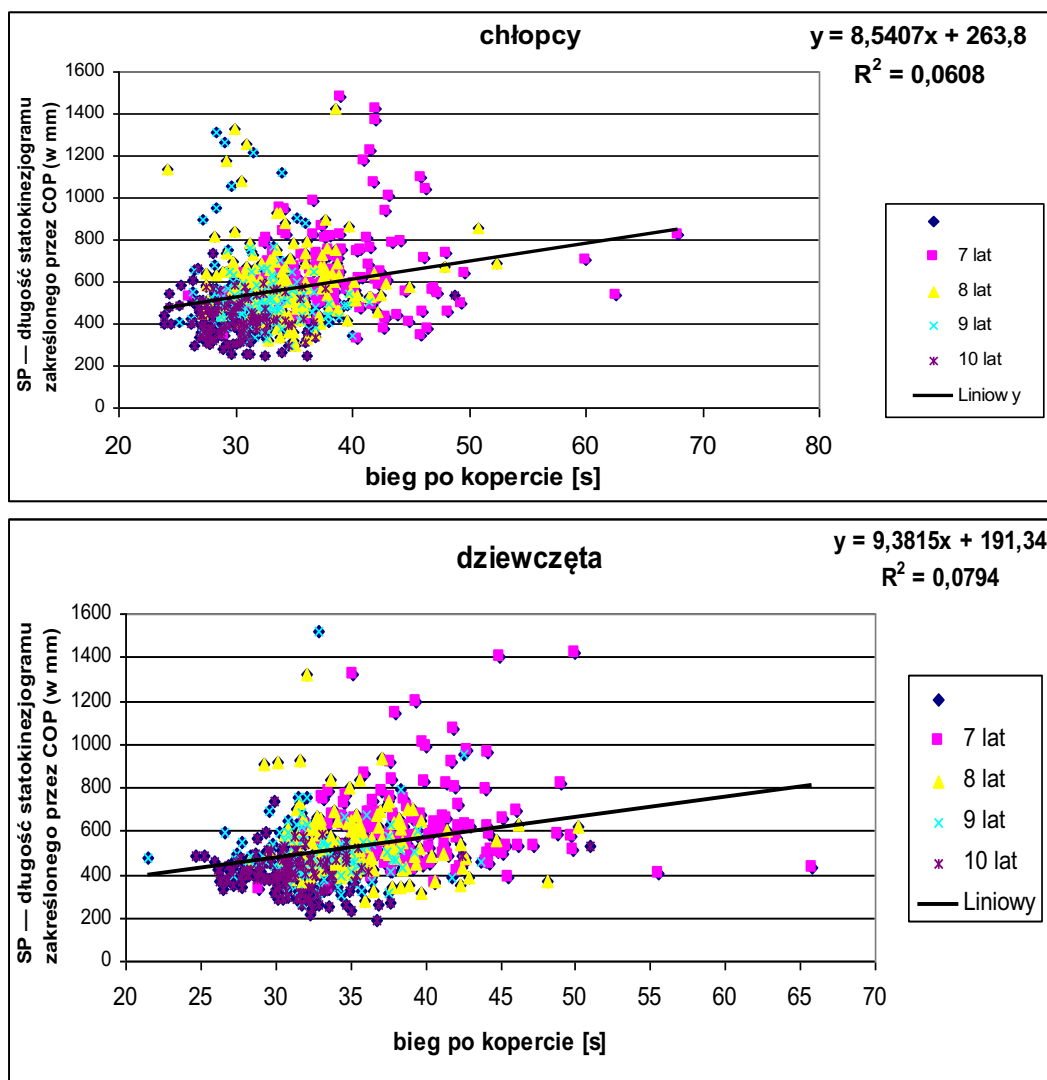 chłopcy
y = 8,5407x + 263,8
R² = 0,0608
SP — długość statokinezjogramu
zakreślonego przez COP (w mm)
1600
1400
1200
1000
800
600
400
200
0
20 30 40 50 60 70 80
bieg po kopercie [s]
7 lat
8 lat
9 lat
10 lat
Liniow y
dziewczęta
y = 9,3815x + 191,34
R² = 0,0794
SP — długość statokinezjogramu
zakreślonego przez COP (w mm)
1600
1400
1200
1000
800
600
400
200
0
20 25 30 35 40 45 50 55 60 65 70
bieg po kopercie [s]
7 lat
8 lat
9 lat
10 lat
Liniowy